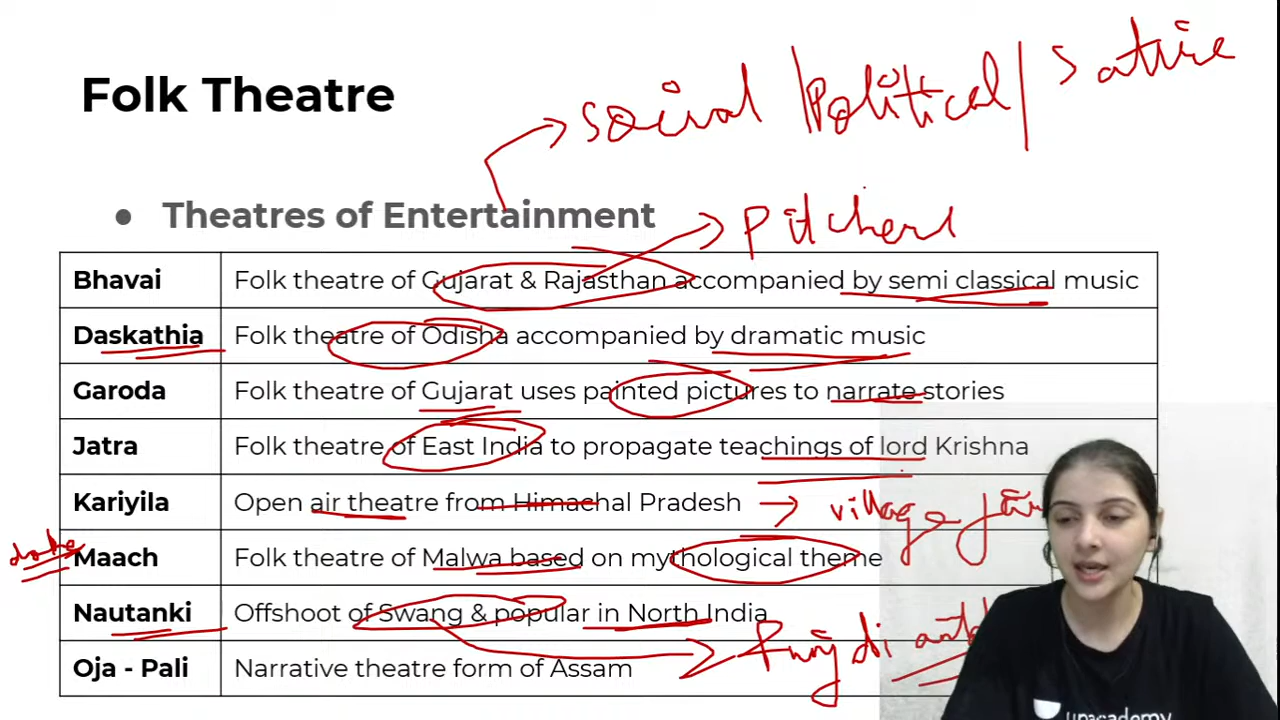 Social / Political / Satire
Folk Theatre
● Theatres of Entertainment
Pitchers
Bhavai Folk theatre of Gujarat & Rajasthan accompanied by semi classical music
Daskathia Folk theatre of Odisha accompanied by dramatic music
Garoda Folk theatre of Gujarat uses painted pictures to narrate stories
Jatra Folk theatre of East India to propagate teachings of lord Krishna
Kariyila Open air theatre from Himachal Pradesh
village
Maach Folk theatre of Malwa based on mythological theme
Nautanki Offshoot of Swang & popular in North India
Oja - Pali Narrative theatre form of Assam
unacademy